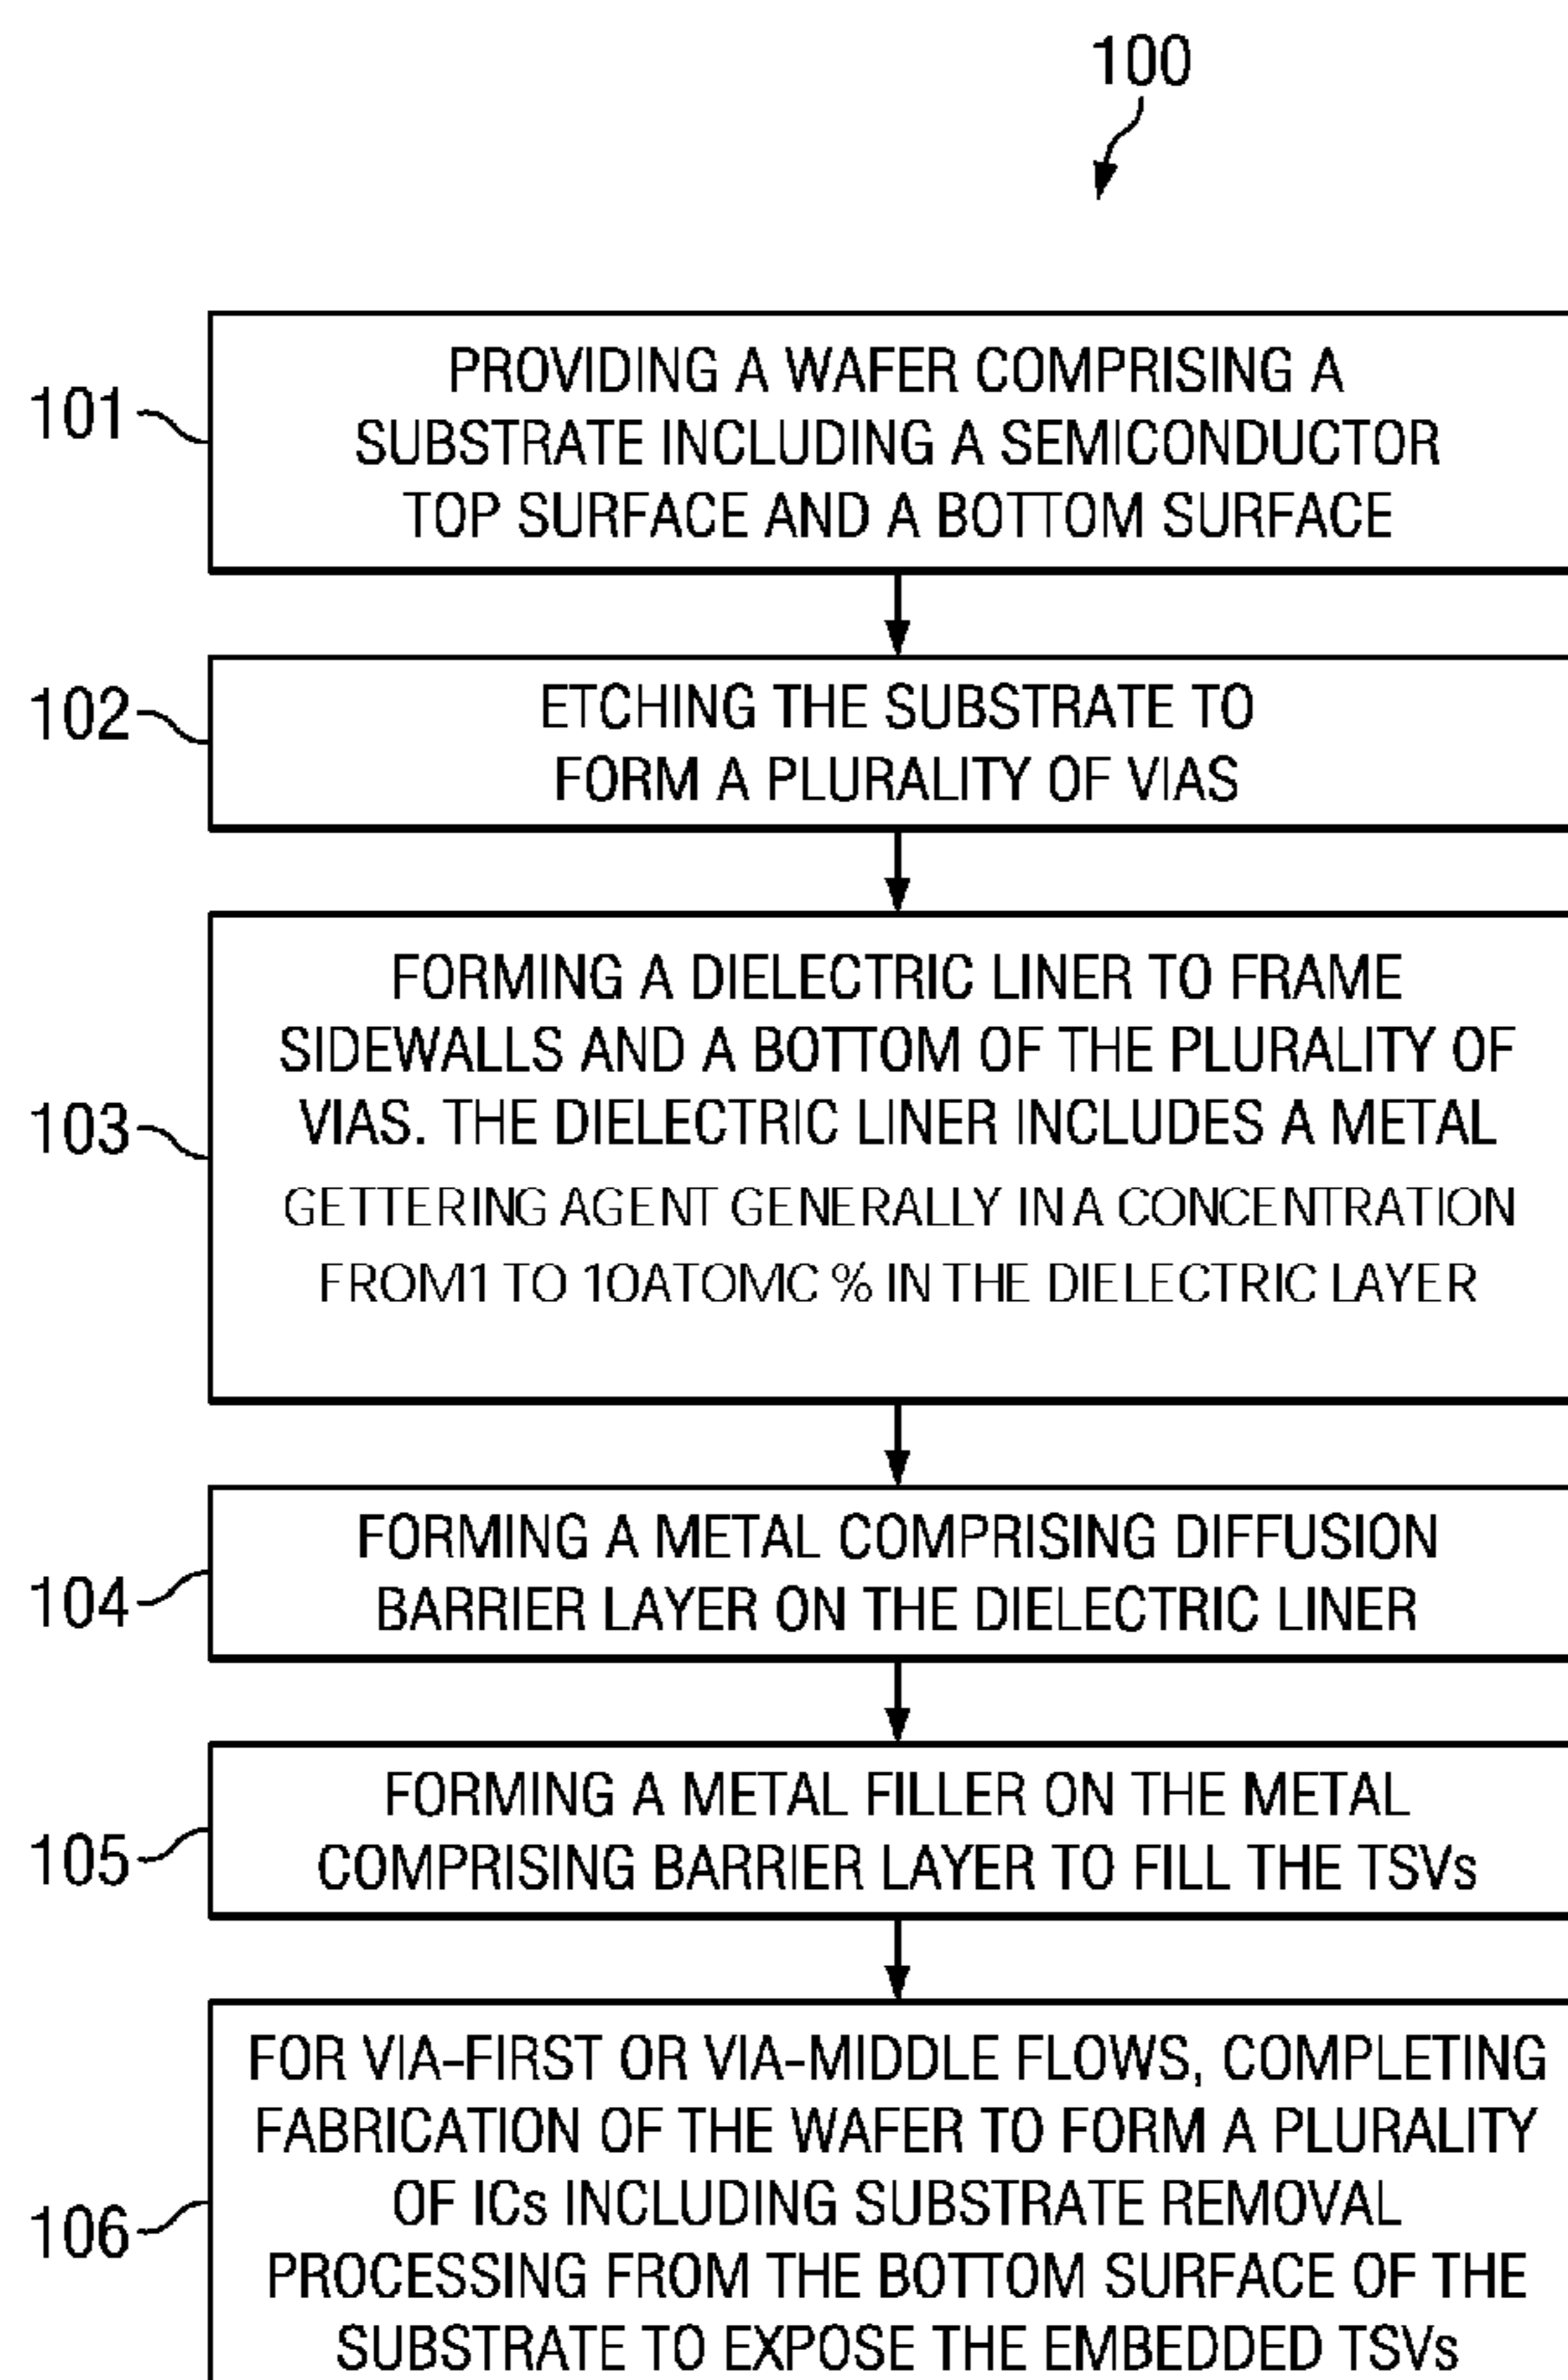 100
101
PROVIDING A WAFER COMPRISING A
SUBSTRATE INCLUDING A SEMICONDUCTOR
TOP SURFACE AND A BOTTOM SURFACE
102
ETCHING THE SUBSTRATE TO
FORM A PLURALITY OF VIAS
103
FORMING A DIELECTRIC LINER TO FRAME
SIDEWALLS AND A BOTTOM OF THE PLURALITY OF
VIAS. THE DIELECTRIC LINER INCLUDES A METAL
GETTERING AGENT GENERALLY IN A CONCENTRATION
FROM1 TO 10ATOMC % IN THE DIELECTRIC LAYER
104
FORMING A METAL COMPRISING DIFFUSION
BARRIER LAYER ON THE DIELECTRIC LINER
105
FORMING A METAL FILLER ON THE METAL
COMPRISING BARRIER LAYER TO FILL THE TSVs
106
FOR VIA-FIRST OR VIA-MIDDLE FLOWS, COMPLETING
FABRICATION OF THE WAFER TO FORM A PLURALITY
OF ICs INCLUDING SUBSTRATE REMOVAL
PROCESSING FROM THE BOTTOM SURFACE OF THE
SUBSTRATE TO EXPOSE THE EMBEDDED TSVs